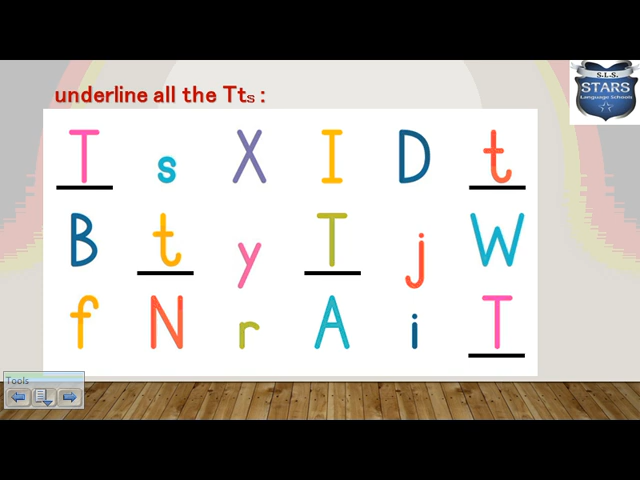 underline all the Tts :
S.L.S.
STARS
Language Schools
T s X I D t
B t y T j W
f N r A i T
Tools